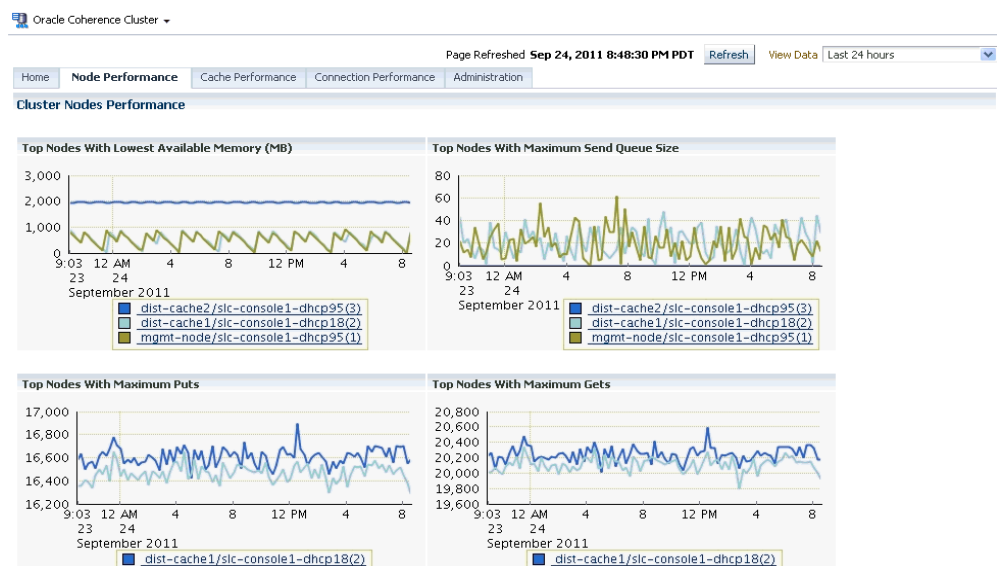 Oracle Coherence Cluster
Page Refreshed Sep 24, 2011 8:48:30 PM PDT Refresh View Data Last 24 hours
Home Node Performance Cache Performance Connection Performance Administration
Cluster Nodes Performance
Top Nodes With Lowest Available Memory (MB)
3,000
2,000
1,000
0
9:03 12 AM 4 8 12 PM 4 8
23 24
September 2011
dist-cache2/slc-console1-dhcp95(3)
dist-cache1/slc-console1-dhcp18(2)
mgmt-node/slc-console1-dhcp95(1)
Top Nodes With Maximum Send Queue Size
80
60
40
20
0
9:03 12 AM 4 8 12 PM 4 8
23 24
September 2011
dist-cache2/slc-console1-dhcp95(3)
dist-cache1/slc-console1-dhcp18(2)
mgmt-node/slc-console1-dhcp95(1)
Top Nodes With Maximum Puts
17,000
16,800
16,600
16,400
16,200
9:03 12 AM 4 8 12 PM 4 8
23 24
September 2011
dist-cache1/slc-console1-dhcp18(2)
Top Nodes With Maximum Gets
20,800
20,600
20,400
20,200
20,000
19,800
19,600
9:03 12 AM 4 8 12 PM 4 8
23 24
September 2011
dist-cache1/slc-console1-dhcp18(2)